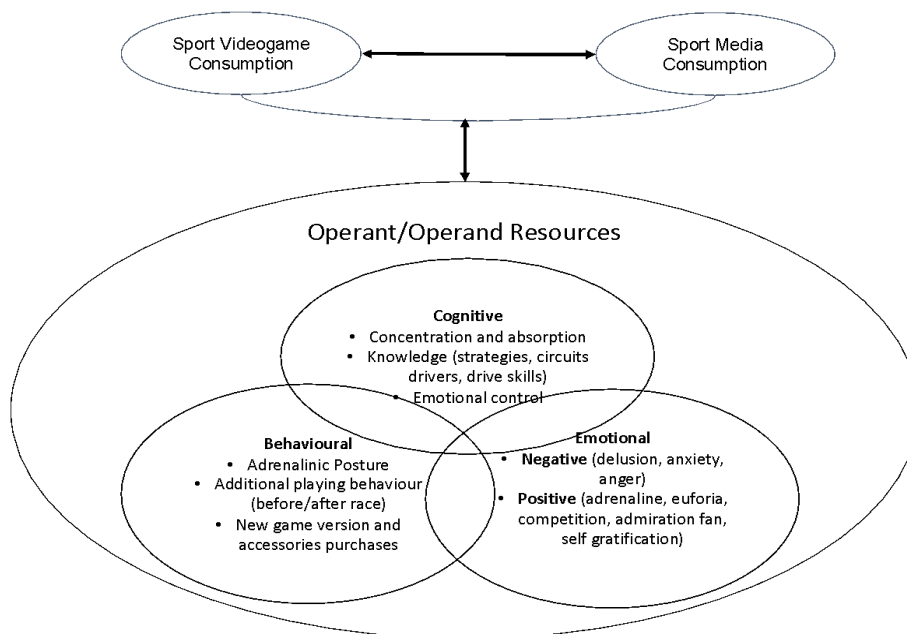 Sport Videogame
Consumption
Sport Media
Consumption
Operant/Operand Resources
Cognitive
• Concentration and absorption
• Knowledge (strategies, circuits
drivers, drive skills)
• Emotional control
Behavioural
• Adrenalinic Posture
• Additional playing behaviour
(before/after race)
• New game version and
accessories purchases
Emotional
• Negative (delusion, anxiety,
anger)
• Positive (adrenaline, euforia,
competition, admiration fan,
self gratification)